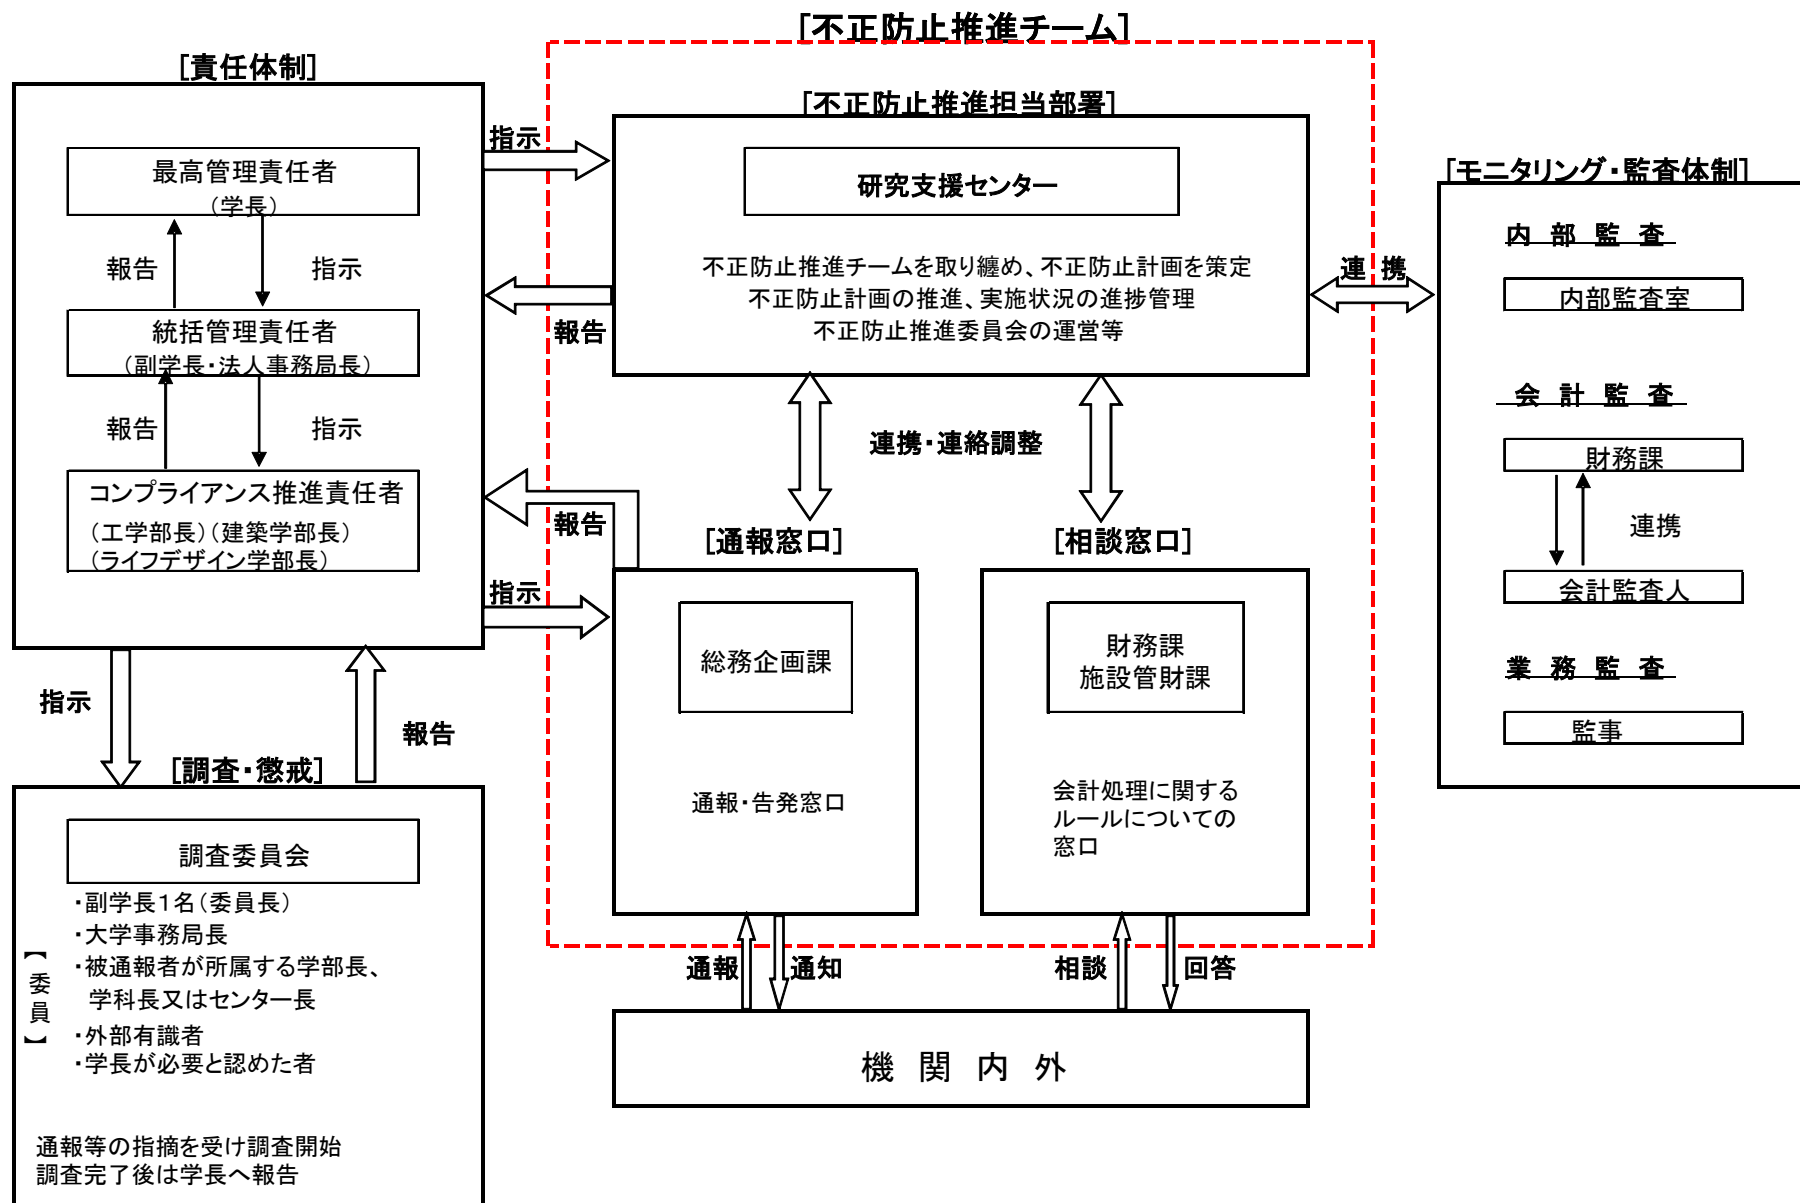 [不正防止推進チーム]
[責任体制]
最高管理責任者
（学長）
報告
指示
統括管理責任者
（副学長・法人事務局長）
報告
指示
コンプライアンス推進責任者
（工学部長）（建築学部長）
（ライフデザイン学部長）
指示
報告
報告
指示
[不正防止推進担当部署]
研究支援センター
不正防止推進チームを取り纏め、不正防止計画を策定
不正防止計画の推進、実施状況の進捗管理
不正防止推進委員会の運営等
連 携
連携・連絡調整
[通報窓口]
総務企画課
通報・告発窓口
[相談窓口]
財務課
施設管財課
会計処理に関する
ルールについての
窓口
通報
通知
相談
回答
機 関 内 外
[モニタリング・監査体制]
内 部 監 査
内部監査室
会 計 監 査
財務課
連携
会計監査人
業 務 監 査
監事
指示
報告
[調査・懲戒]
調査委員会
【委員】
・副学長１名（委員長）
・大学事務局長
・被通報者が所属する学部長、
学科長又はセンター長
・外部有識者
・学長が必要と認めた者
通報等の指摘を受け調査開始
調査完了後は学長へ報告